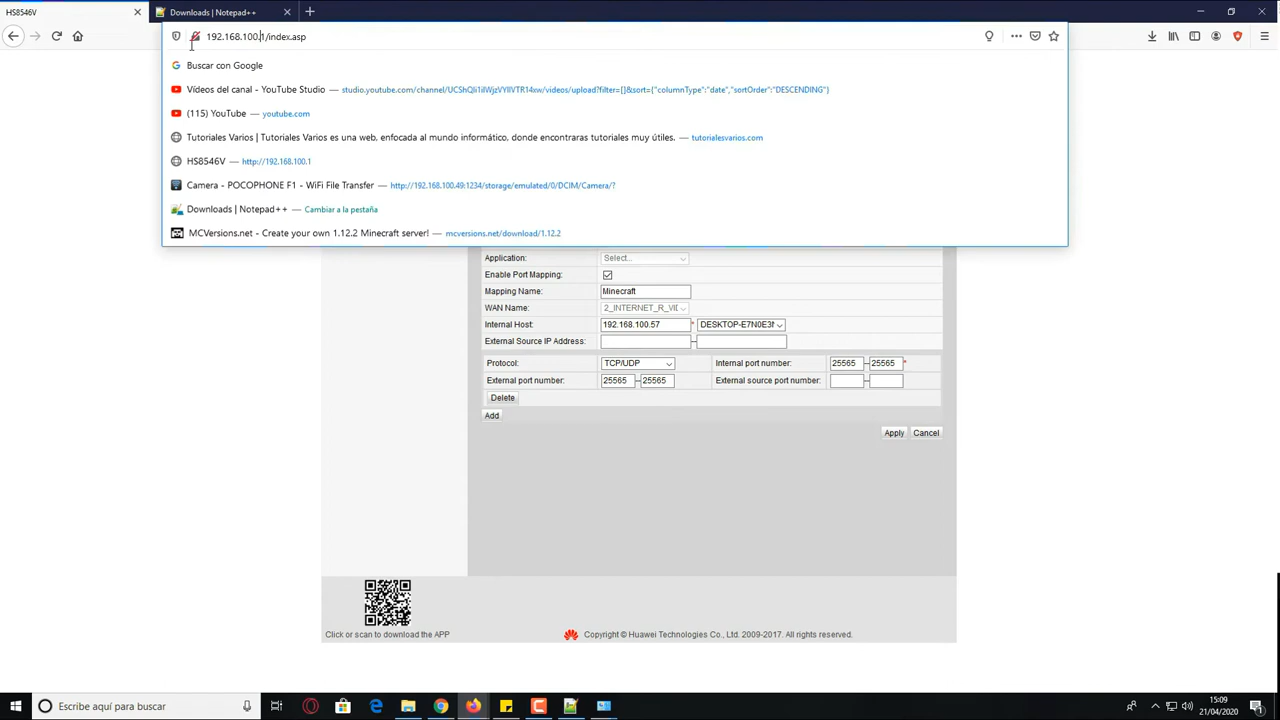 HS8546V
Downloads | Notepad++
192.168.100.1/index.asp
Buscar con Google
Vídeos del canal - YouTube Studio — studio.youtube.com/channel/UCShQli1ilWjzVYllVTR14xw/videos/upload?filter=[]&sort={"columnType":"date","sortOrder":"DESCENDING"}
(115) YouTube — youtube.com
Tutoriales Varios | Tutoriales Varios es una web, enfocada al mundo informático, donde encontraras tutoriales muy útiles. — tutorialesvarios.com
HS8546V — http://192.168.100.1
Camera - POCOPHONE F1 - WiFi File Transfer — http://192.168.100.49:1234/storage/emulated/0/DCIM/Camera/?
Downloads | Notepad++ — Cambiar a la pestaña
MCVersions.net - Create your own 1.12.2 Minecraft server! — mcversions.net/download/1.12.2
Application: Select...
Enable Port Mapping:
Mapping Name: Minecraft
WAN Name: 2_INTERNET_R_VID
Internal Host: 192.168.100.57 * DESKTOP-E7N0E3N
External Source IP Address: –
Protocol: TCP/UDP Internal port number: 25565 – 25565 *
External port number: 25565 – 25565 External source port number: –
Delete
Add
Apply Cancel
Click or scan to download the APP
Copyright © Huawei Technologies Co., Ltd. 2009-2017. All rights reserved.
Escribe aquí para buscar
15:09
21/04/2020
1